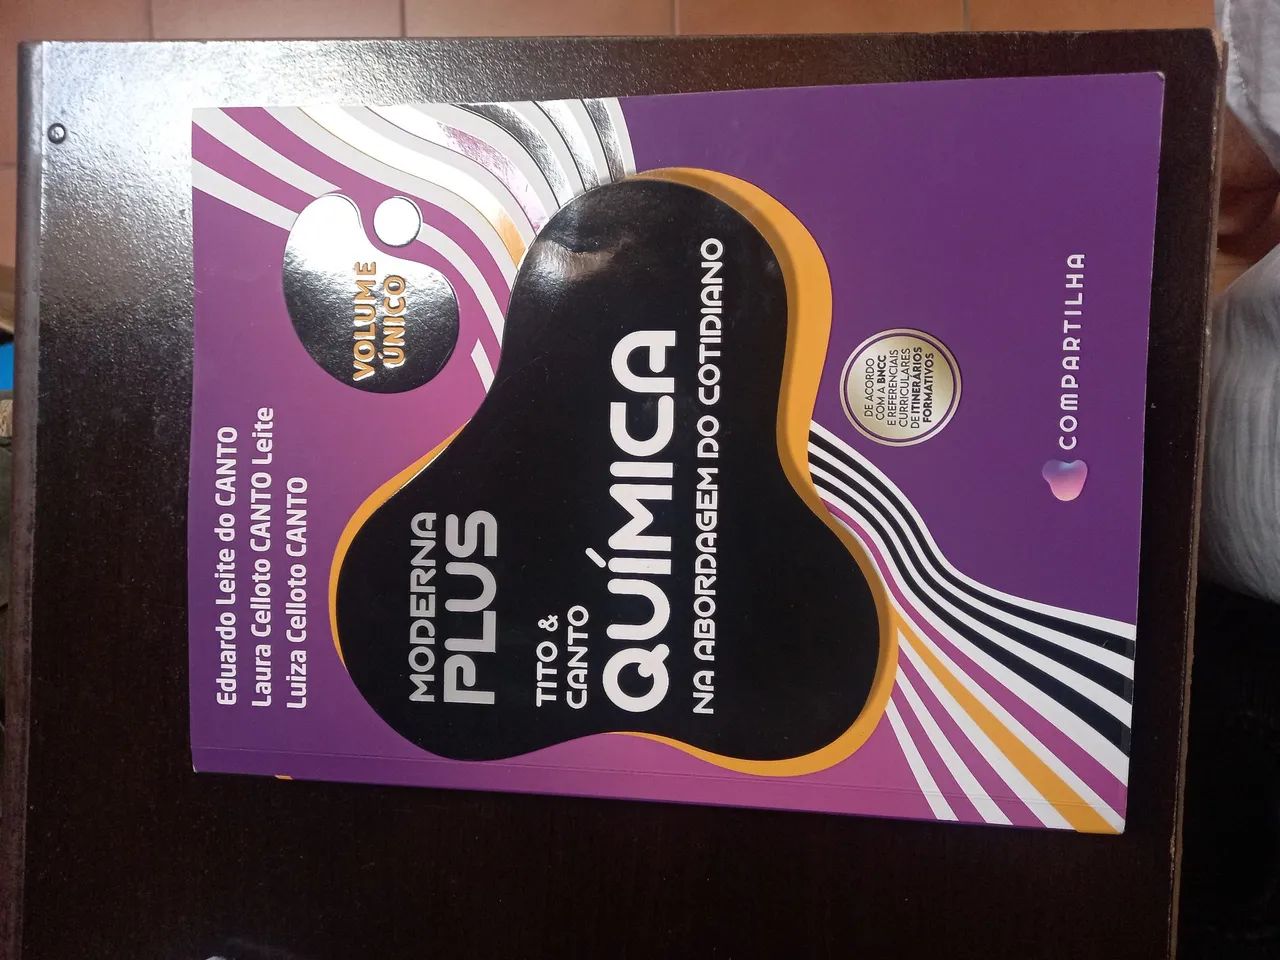 Eduardo Leite do CANTO
Laura Celloto CANTO Leite
Luiza Celloto CANTO
VOLUME
ÚNICO
MODERNA
PLUS
TITO &
CANTO
QUÍMICA
NA ABORDAGEM DO COTIDIANO
DE ACORDO
COM A BNCC
E REFERENCIAIS
CURRICULARES
DE ITINERÁRIOS
FORMATIVOS
COMPARTILHA